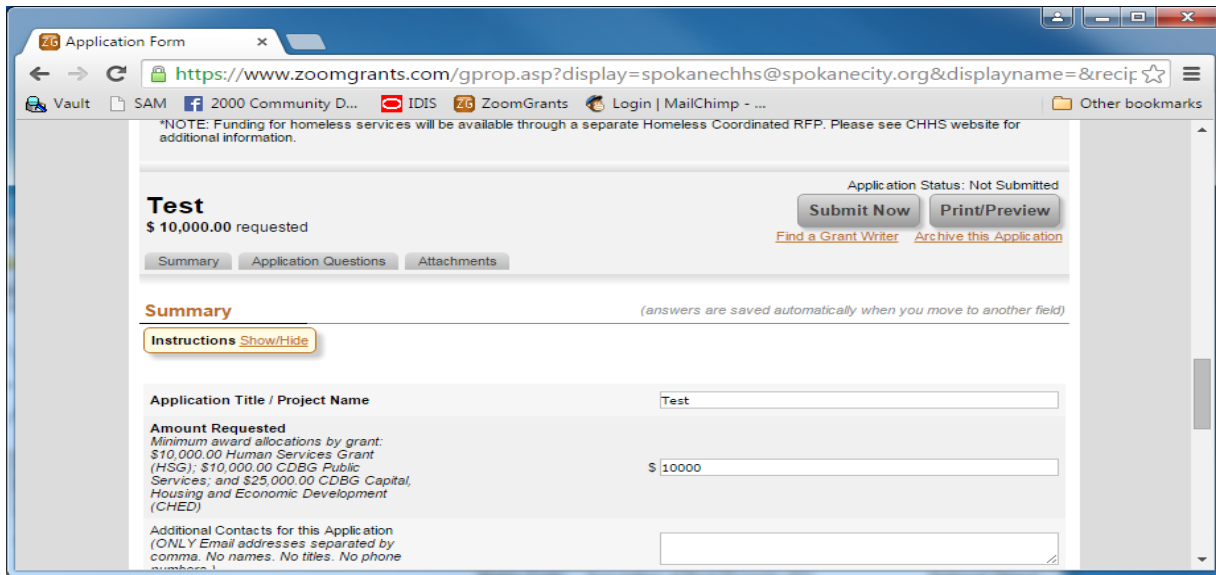 ZG Application Form
https://www.zoomgrants.com/gprop.asp?display=spokanechhs@spokanecity.org&displayname=&recip
Vault SAM 2000 Community D... IDIS ZG ZoomGrants Login | MailChimp - ... Other bookmarks
*NOTE: Funding for homeless services will be available through a separate Homeless Coordinated RFP. Please see CHHS website for
additional information.
Application Status: Not Submitted
Test
Submit Now Print/Preview
$ 10,000.00 requested
Find a Grant Writer Archive this Application
Summary Application Questions Attachments
Summary (answers are saved automatically when you move to another field)
Instructions Show/Hide
Application Title / Project Name Test
Amount Requested
Minimum award allocations by grant:
$10,000.00 Human Services Grant
(HSG); $10,000.00 CDBG Public
Services; and $25,000.00 CDBG Capital,
Housing and Economic Development
(CHED)
$ 10000
Additional Contacts for this Application
(ONLY Email addresses separated by
comma. No names. No titles. No phone
numbers.)